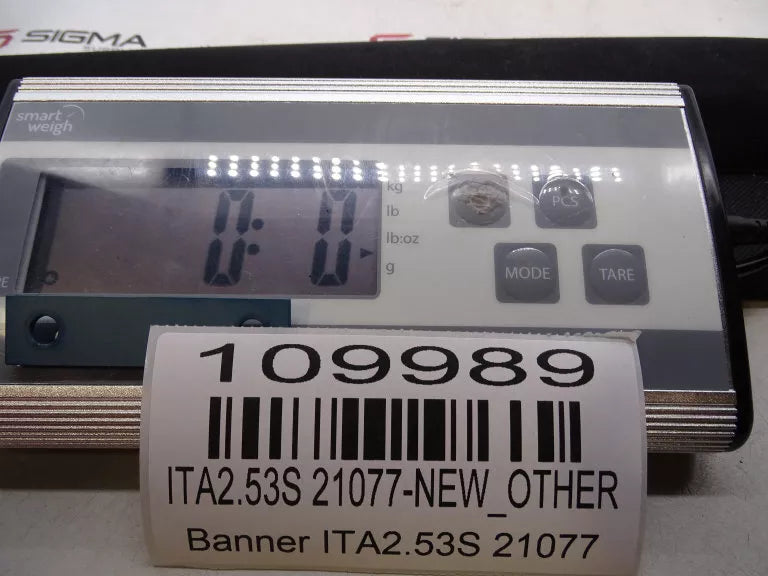 SIGMA
smart
weigh
kg
lb
lb:oz
g
0:0
PCS
MODE
TARE
109989
ITA2.53S 21077-NEW_OTHER
Banner ITA2.53S 21077